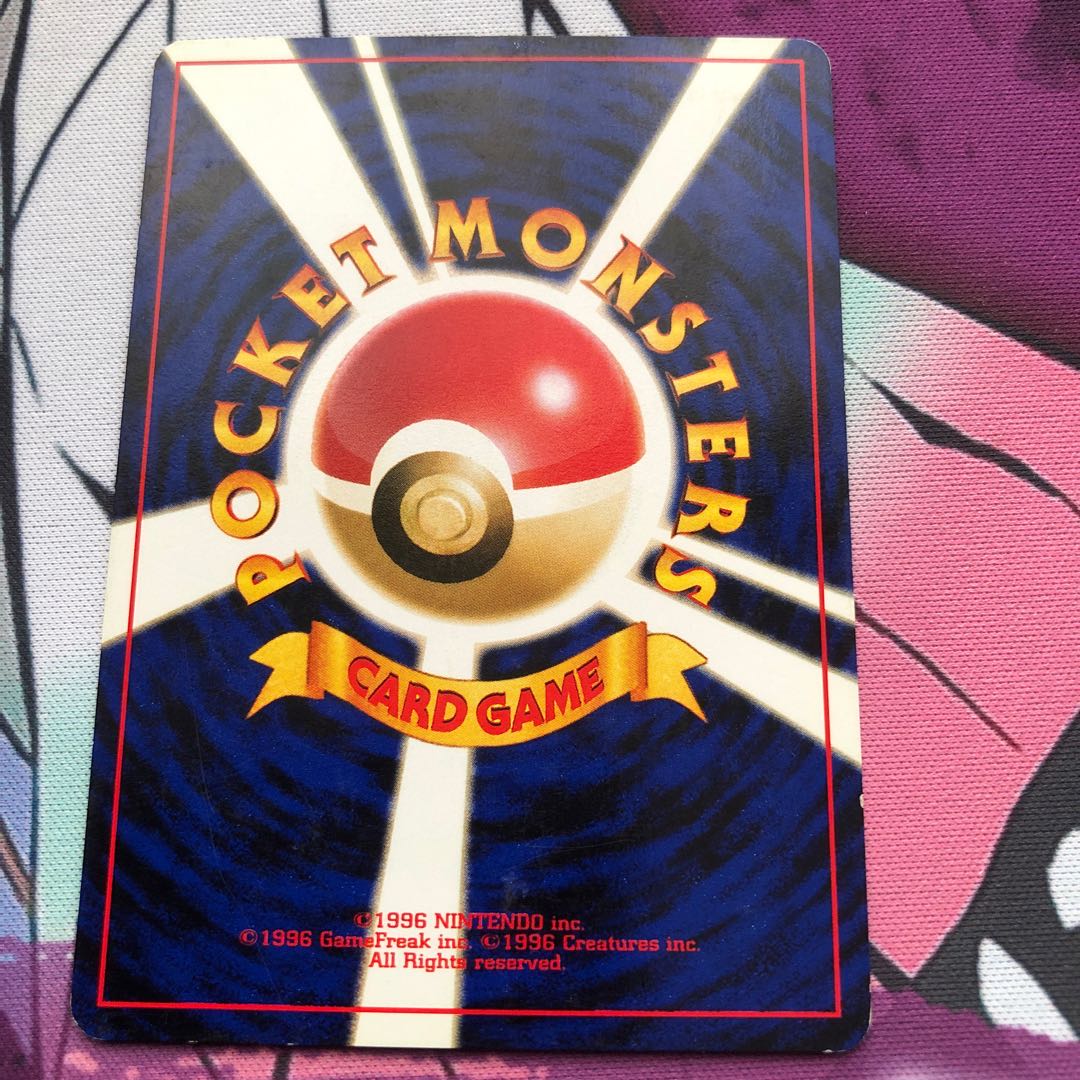 POCKET MONSTERS
CARD GAME
©1996 NINTENDO inc.
©1996 GameFreak inc. ©1996 Creatures inc.
All Rights reserved.